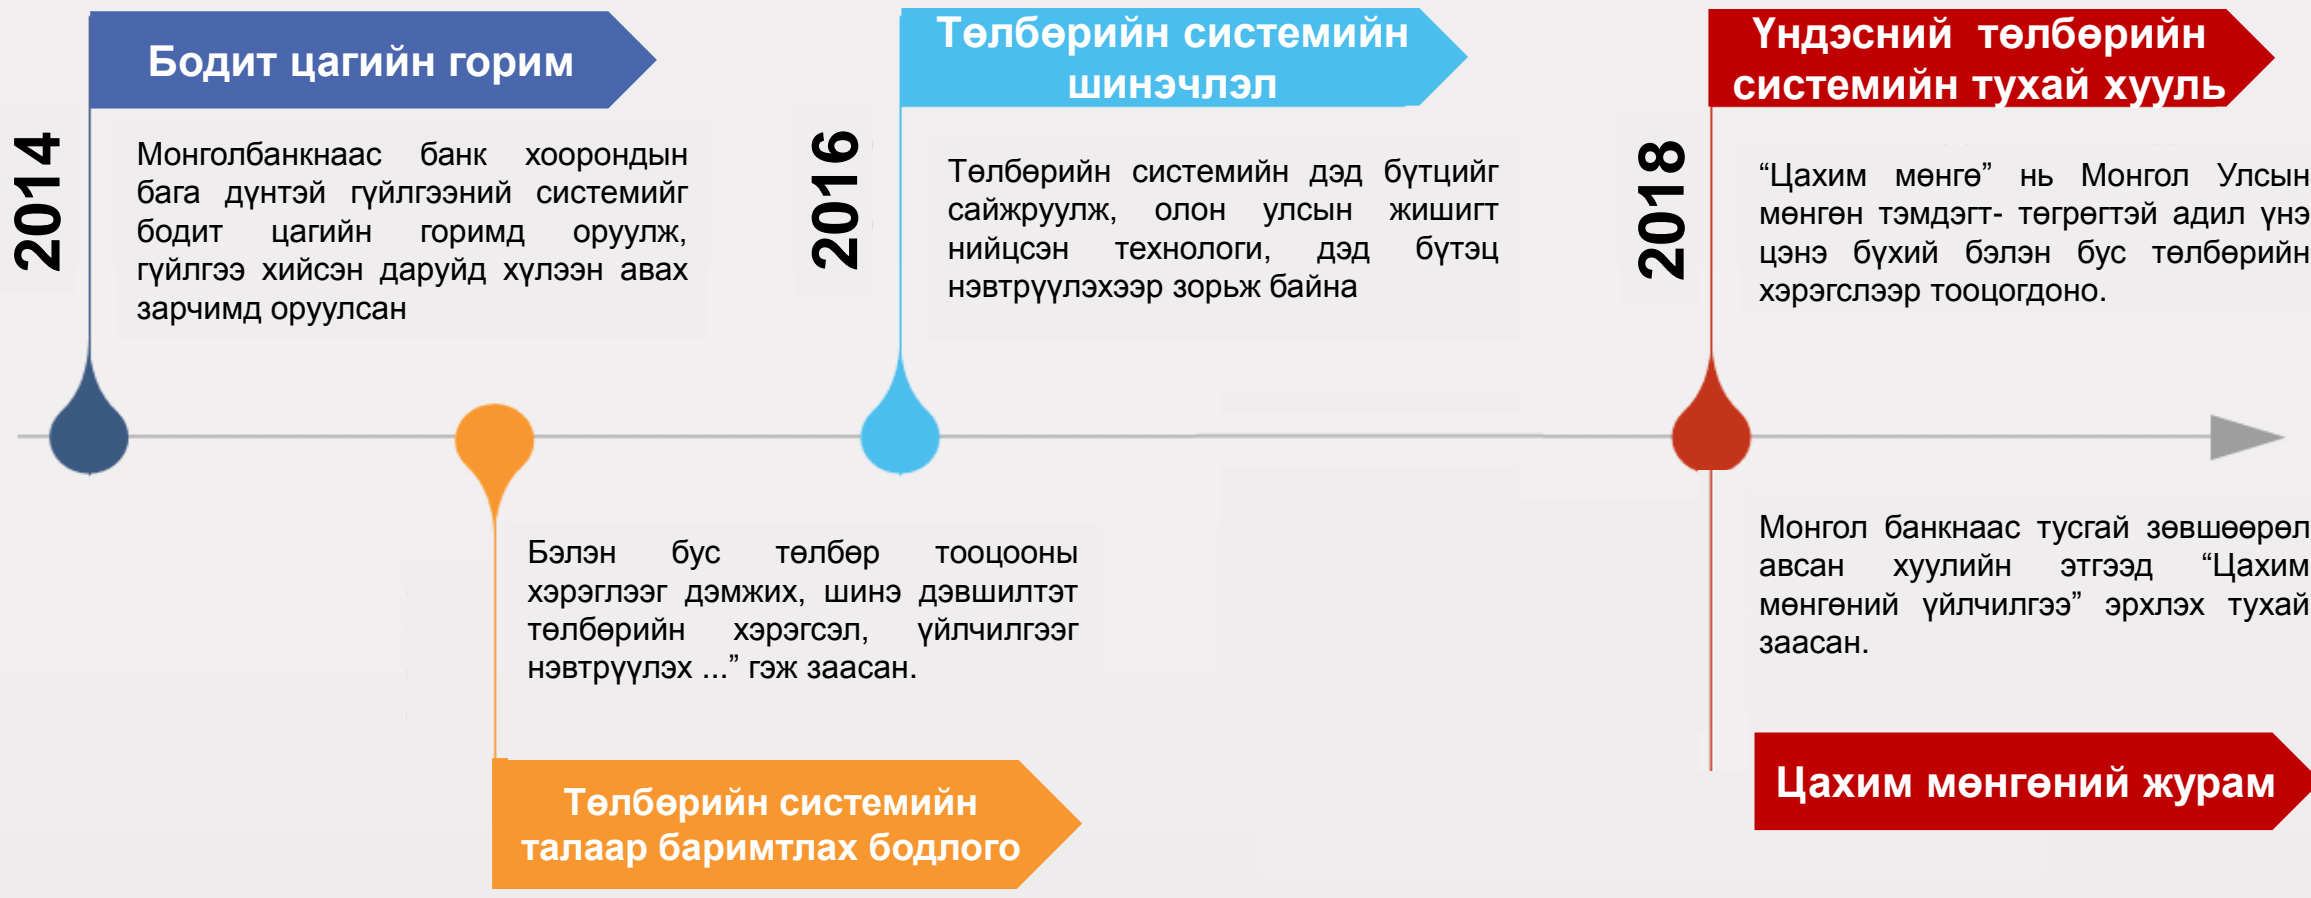 Бодит цагийн горим
2014
Монголбанкнаас банк хоорондын
бага дүнтэй гүйлгээний системийг
бодит цагийн горимд оруулж,
гүйлгээ хийсэн даруйд хүлээн авах
зарчимд оруулсан
Бэлэн бус төлбөр тооцооны
хэрэглээг дэмжих, шинэ дэвшилтэт
төлбөрийн хэрэгсэл, үйлчилгээг
нэвтрүүлэх ...” гэж заасан.
Төлбөрийн системийн
талаар баримтлах бодлого
Төлбөрийн системийн
шинэчлэл
2016
Төлбөрийн системийн дэд бүтцийг
сайжруулж, олон улсын жишигт
нийцсэн технологи, дэд бүтэц
нэвтрүүлэхээр зорьж байна
Үндэсний төлбөрийн
системийн тухай хууль
2018
“Цахим мөнгө” нь Монгол Улсын
мөнгөн тэмдэгт- төгрөгтэй адил үнэ
цэнэ бүхий бэлэн бус төлбөрийн
хэрэгслээр тооцогдоно.
Монгол банкнаас тусгай зөвшөөрөл
авсан хуулийн этгээд “Цахим
мөнгөний үйлчилгээ” эрхлэх тухай
заасан.
Цахим мөнгөний журам